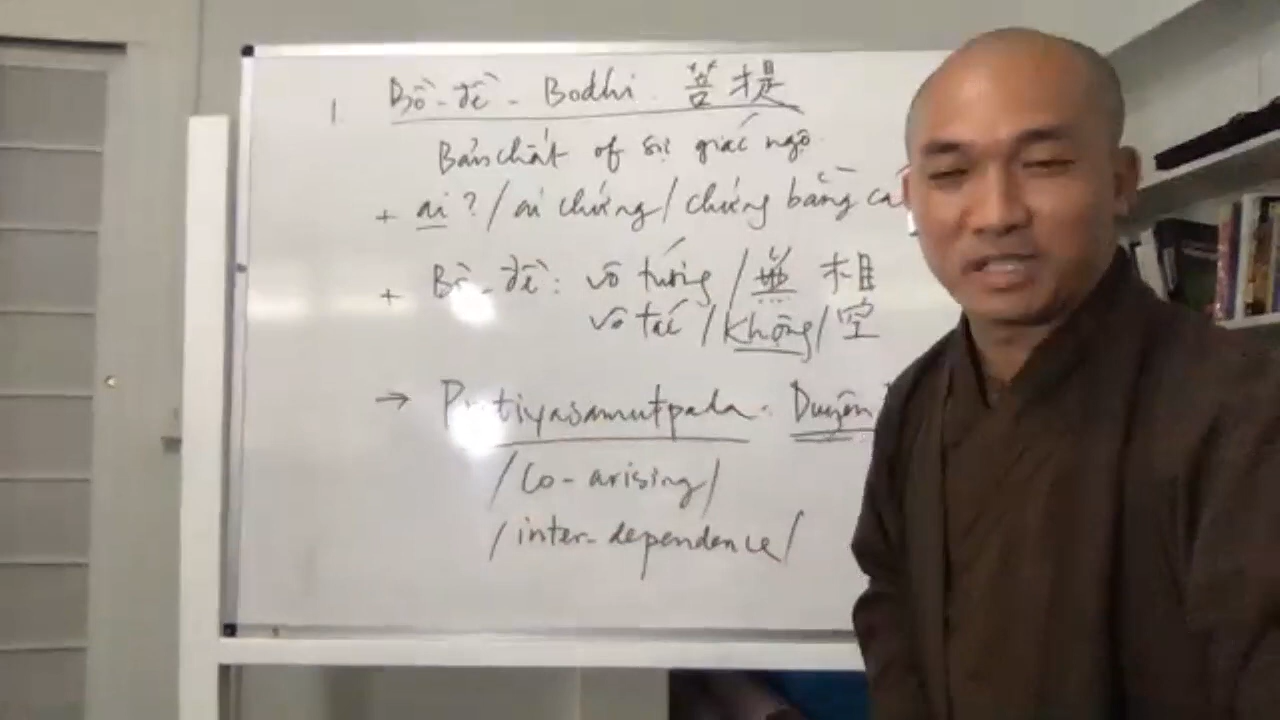 1 Bồ-đề - Bodhi 菩提
Bản chất of sự giác ngộ
+ ai? / ai chứng / chứng bằng
+ Bồ-đề: vô tướng / 無相
vô tác / Không / 空
→ Pratiyasamutpada. Duyên
/ Co-arising /
/ inter-dependence /